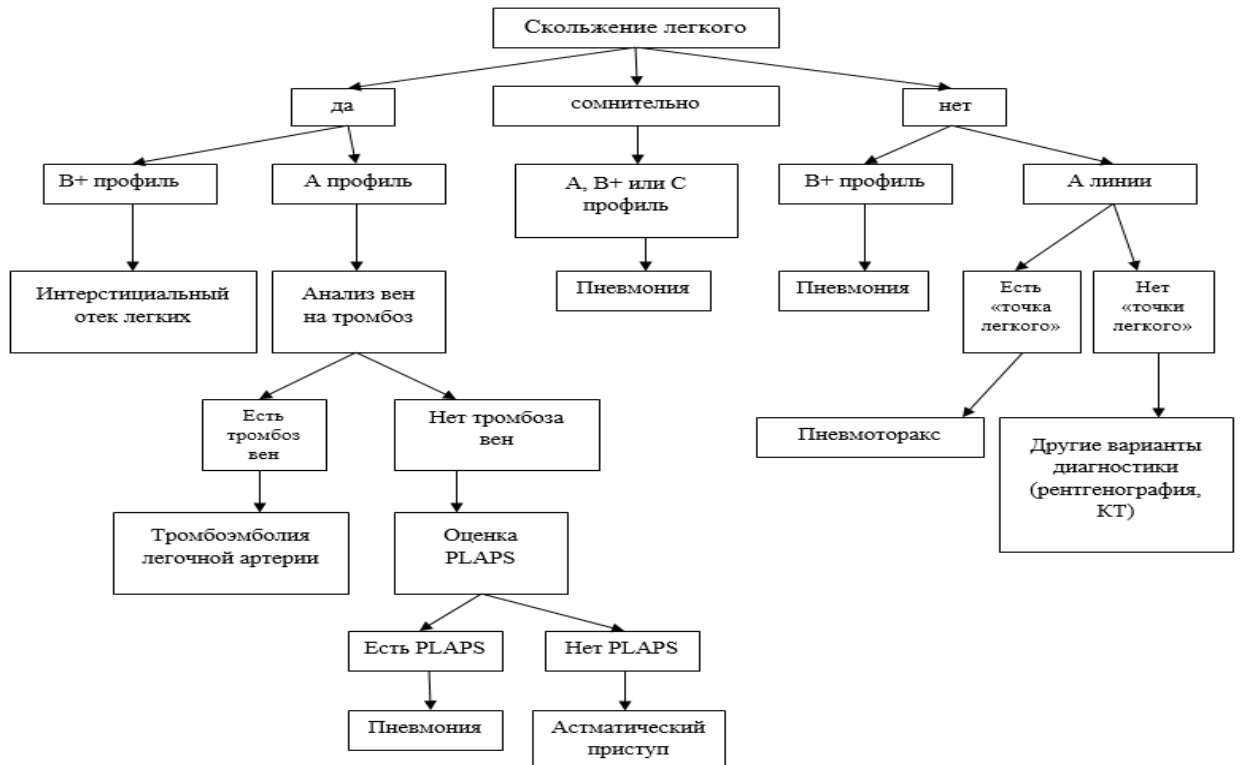 Скольжение легкого
да
сомнительно
нет
В+ профиль
А профиль
А, В+ или С
профиль
В+ профиль
А линии
Интерстициальный
отек легких
Анализ вен
на тромбоз
Пневмония
Пневмония
Есть
«точка
легкого»
Нет
«точки
легкого»
Есть
тромбоз
вен
Нет тромбоза
вен
Пневмоторакс
Другие варианты
диагностики
(рентгенография,
КТ)
Тромбоэмболия
легочной артерии
Оценка
PLAPS
Есть PLAPS
Нет PLAPS
Пневмония
Астматический
приступ